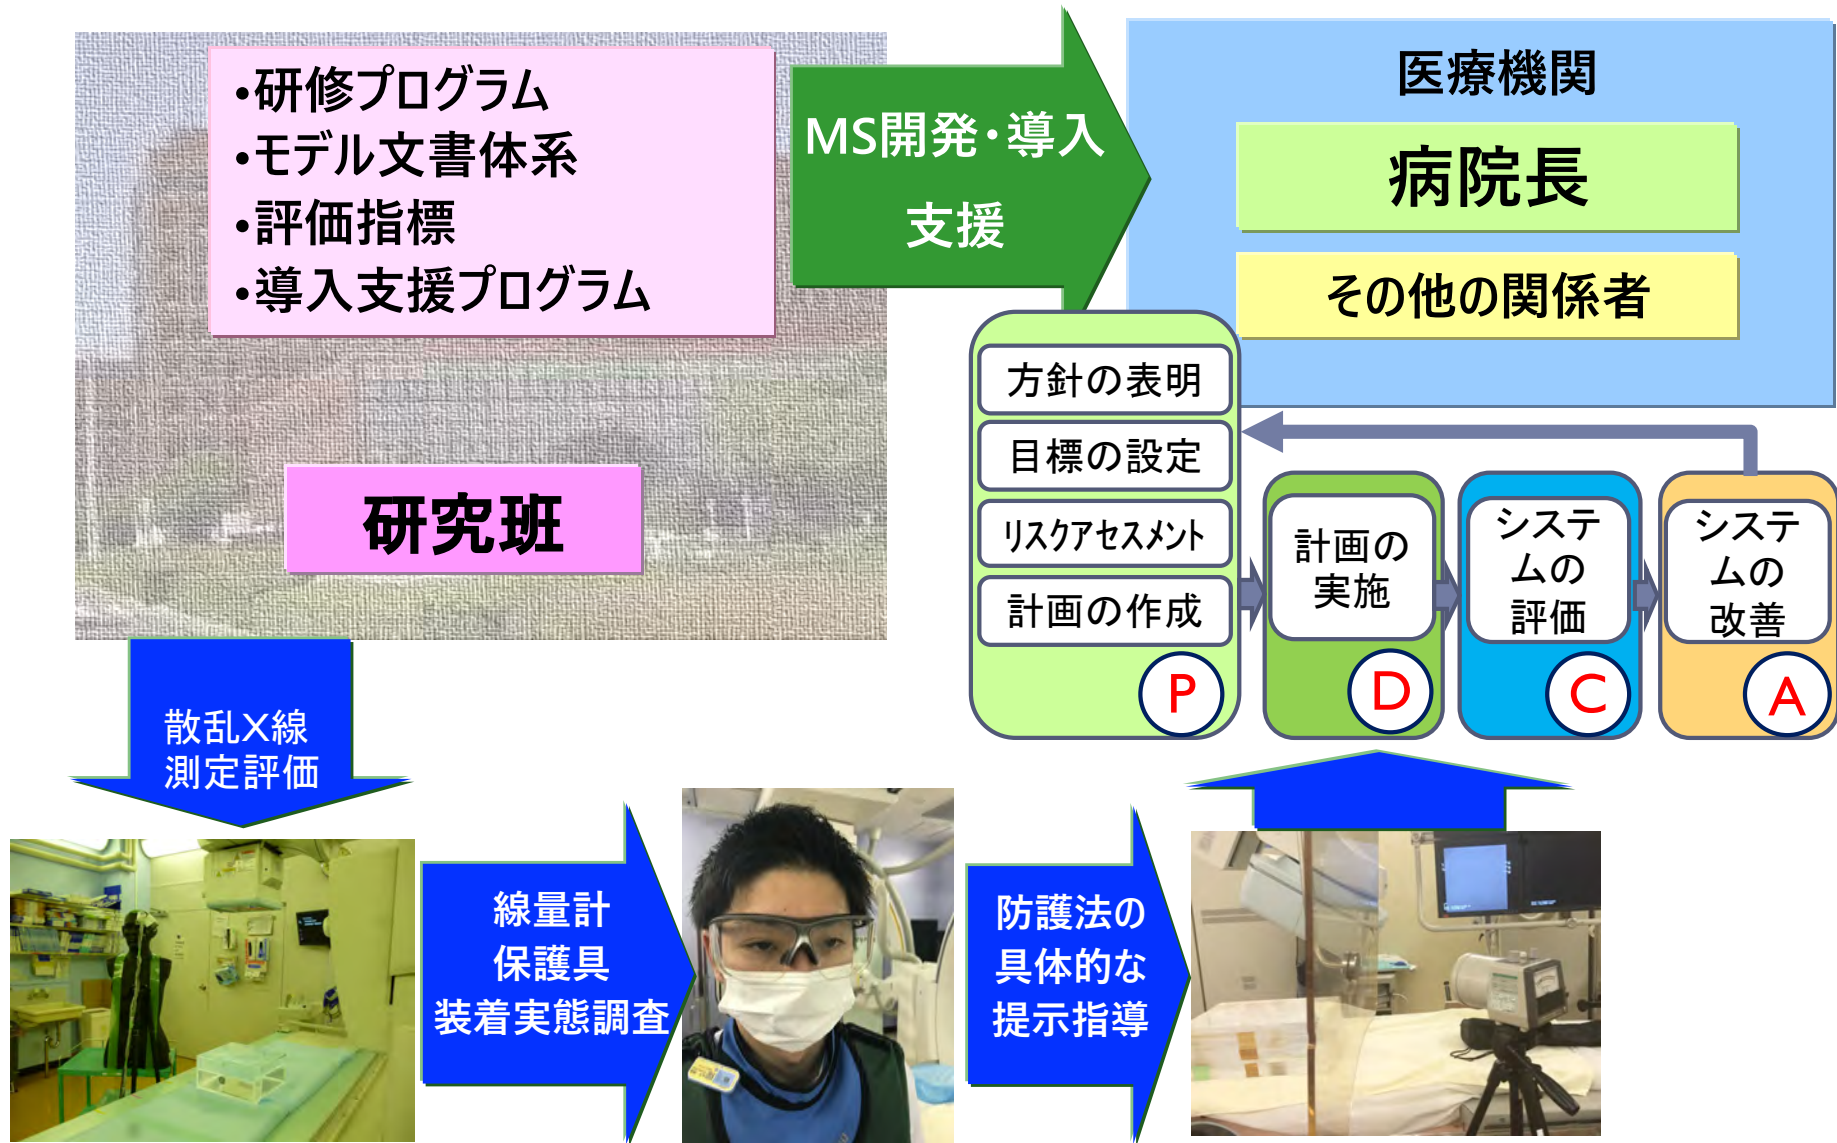 ・研修プログラム
・モデル文書体系
・評価指標
・導入支援プログラム
研究班
MS開発・導入
支援
医療機関
病院長
その他の関係者
方針の表明
目標の設定
リスクアセスメント
計画の作成
P
計画の
実施
D
システ
ムの
評価
C
システ
ムの
改善
A
散乱X線
測定評価
線量計
保護具
装着実態調査
防護法の
具体的な
提示指導